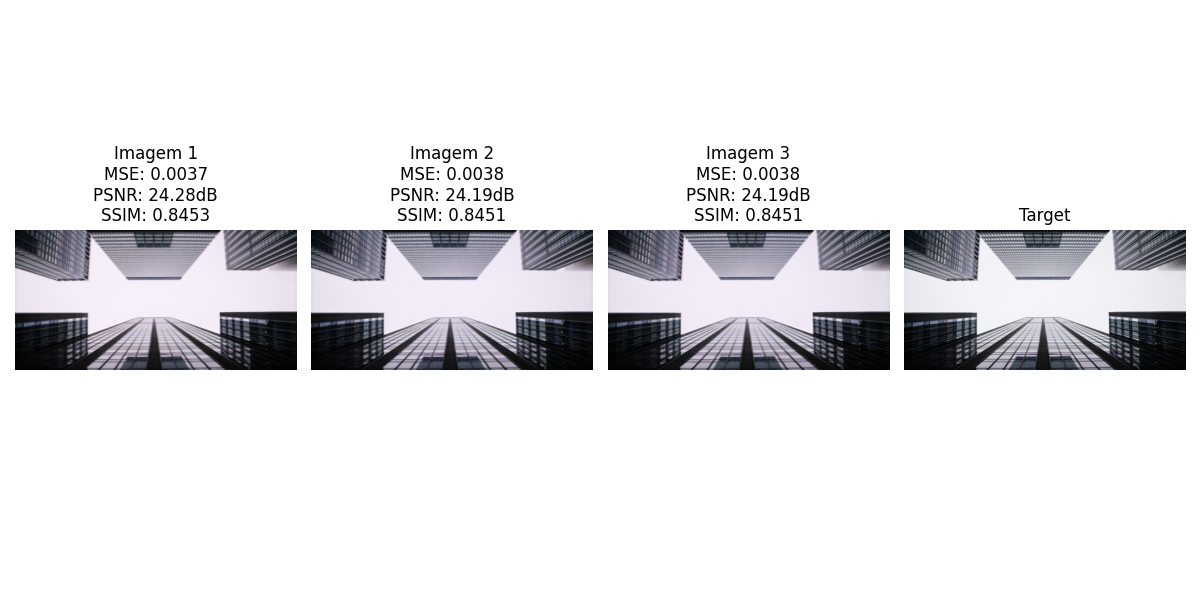 Imagem 1
MSE: 0.0037
PSNR: 24.28dB
SSIM: 0.8453
Imagem 2
MSE: 0.0038
PSNR: 24.19dB
SSIM: 0.8451
Imagem 3
MSE: 0.0038
PSNR: 24.19dB
SSIM: 0.8451
Target